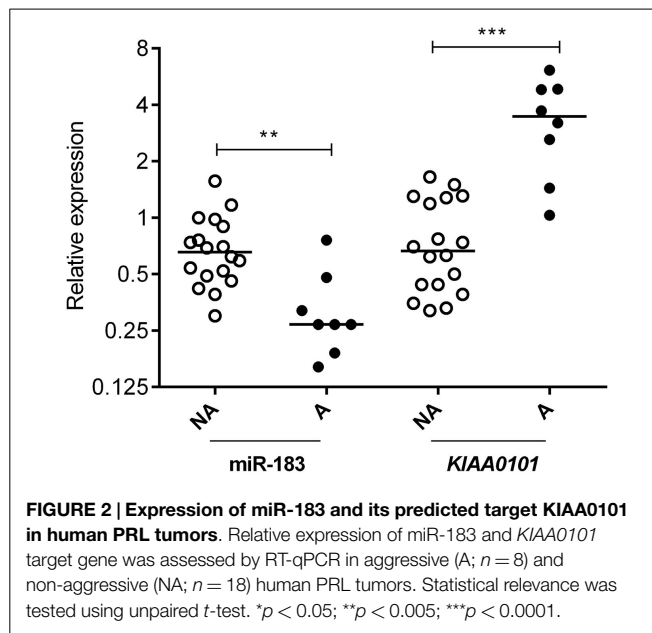 ***
8
**
4
2
Relative expression
1
0.5
0.25
0.125
NA A NA A
miR-183 KIAA0101
FIGURE 2 | Expression of miR-183 and its predicted target KIAA0101
in human PRL tumors. Relative expression of miR-183 and KIAA0101
target gene was assessed by RT-qPCR in aggressive (A; n = 8) and
non-aggressive (NA; n = 18) human PRL tumors. Statistical relevance was
tested using unpaired t-test. *p < 0.05; **p < 0.005; ***p < 0.0001.